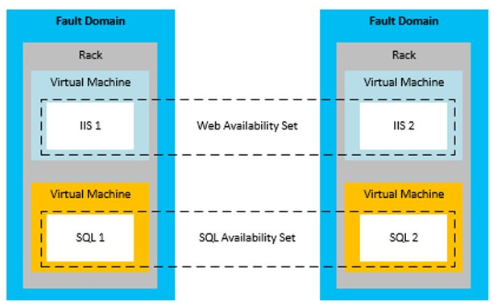 Fault Domain
Rack
Virtual Machine
IIS 1
Virtual Machine
SQL 1
Web Availability Set
SQL Availability Set
Fault Domain
Rack
Virtual Machine
IIS 2
Virtual Machine
SQL 2